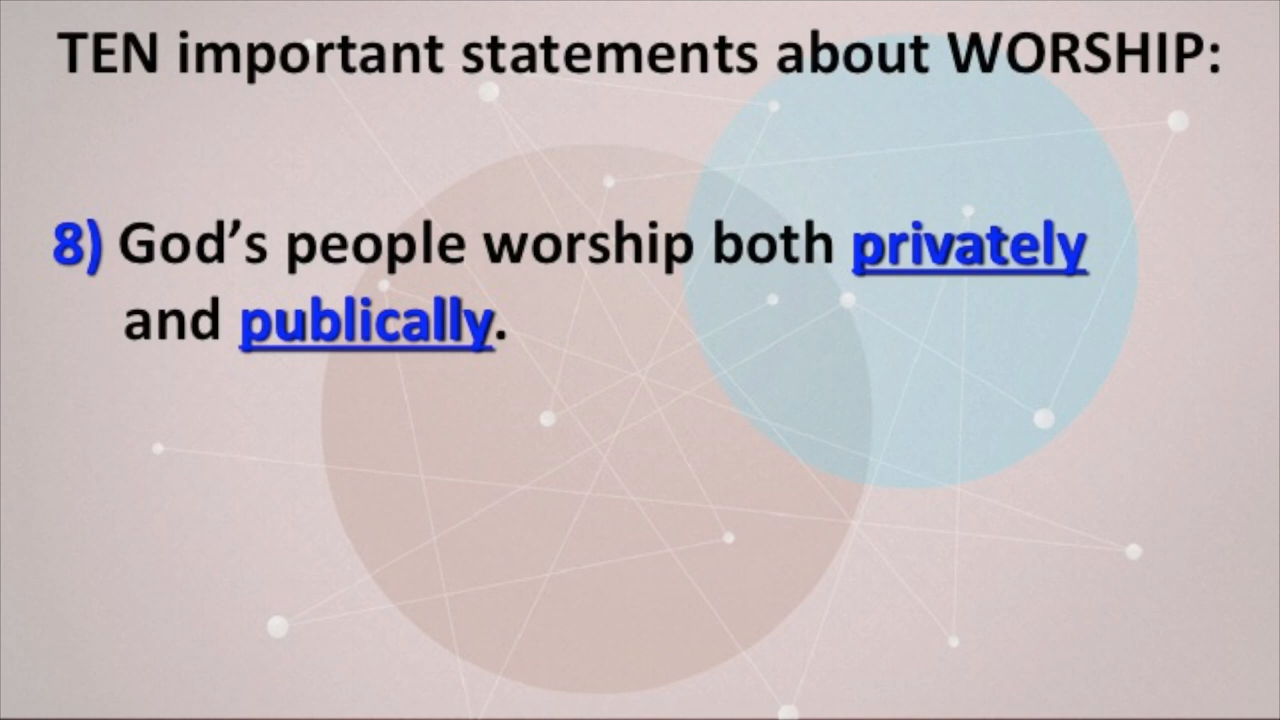 TEN important statements about WORSHIP:
8) God’s people worship both privately
and publically.